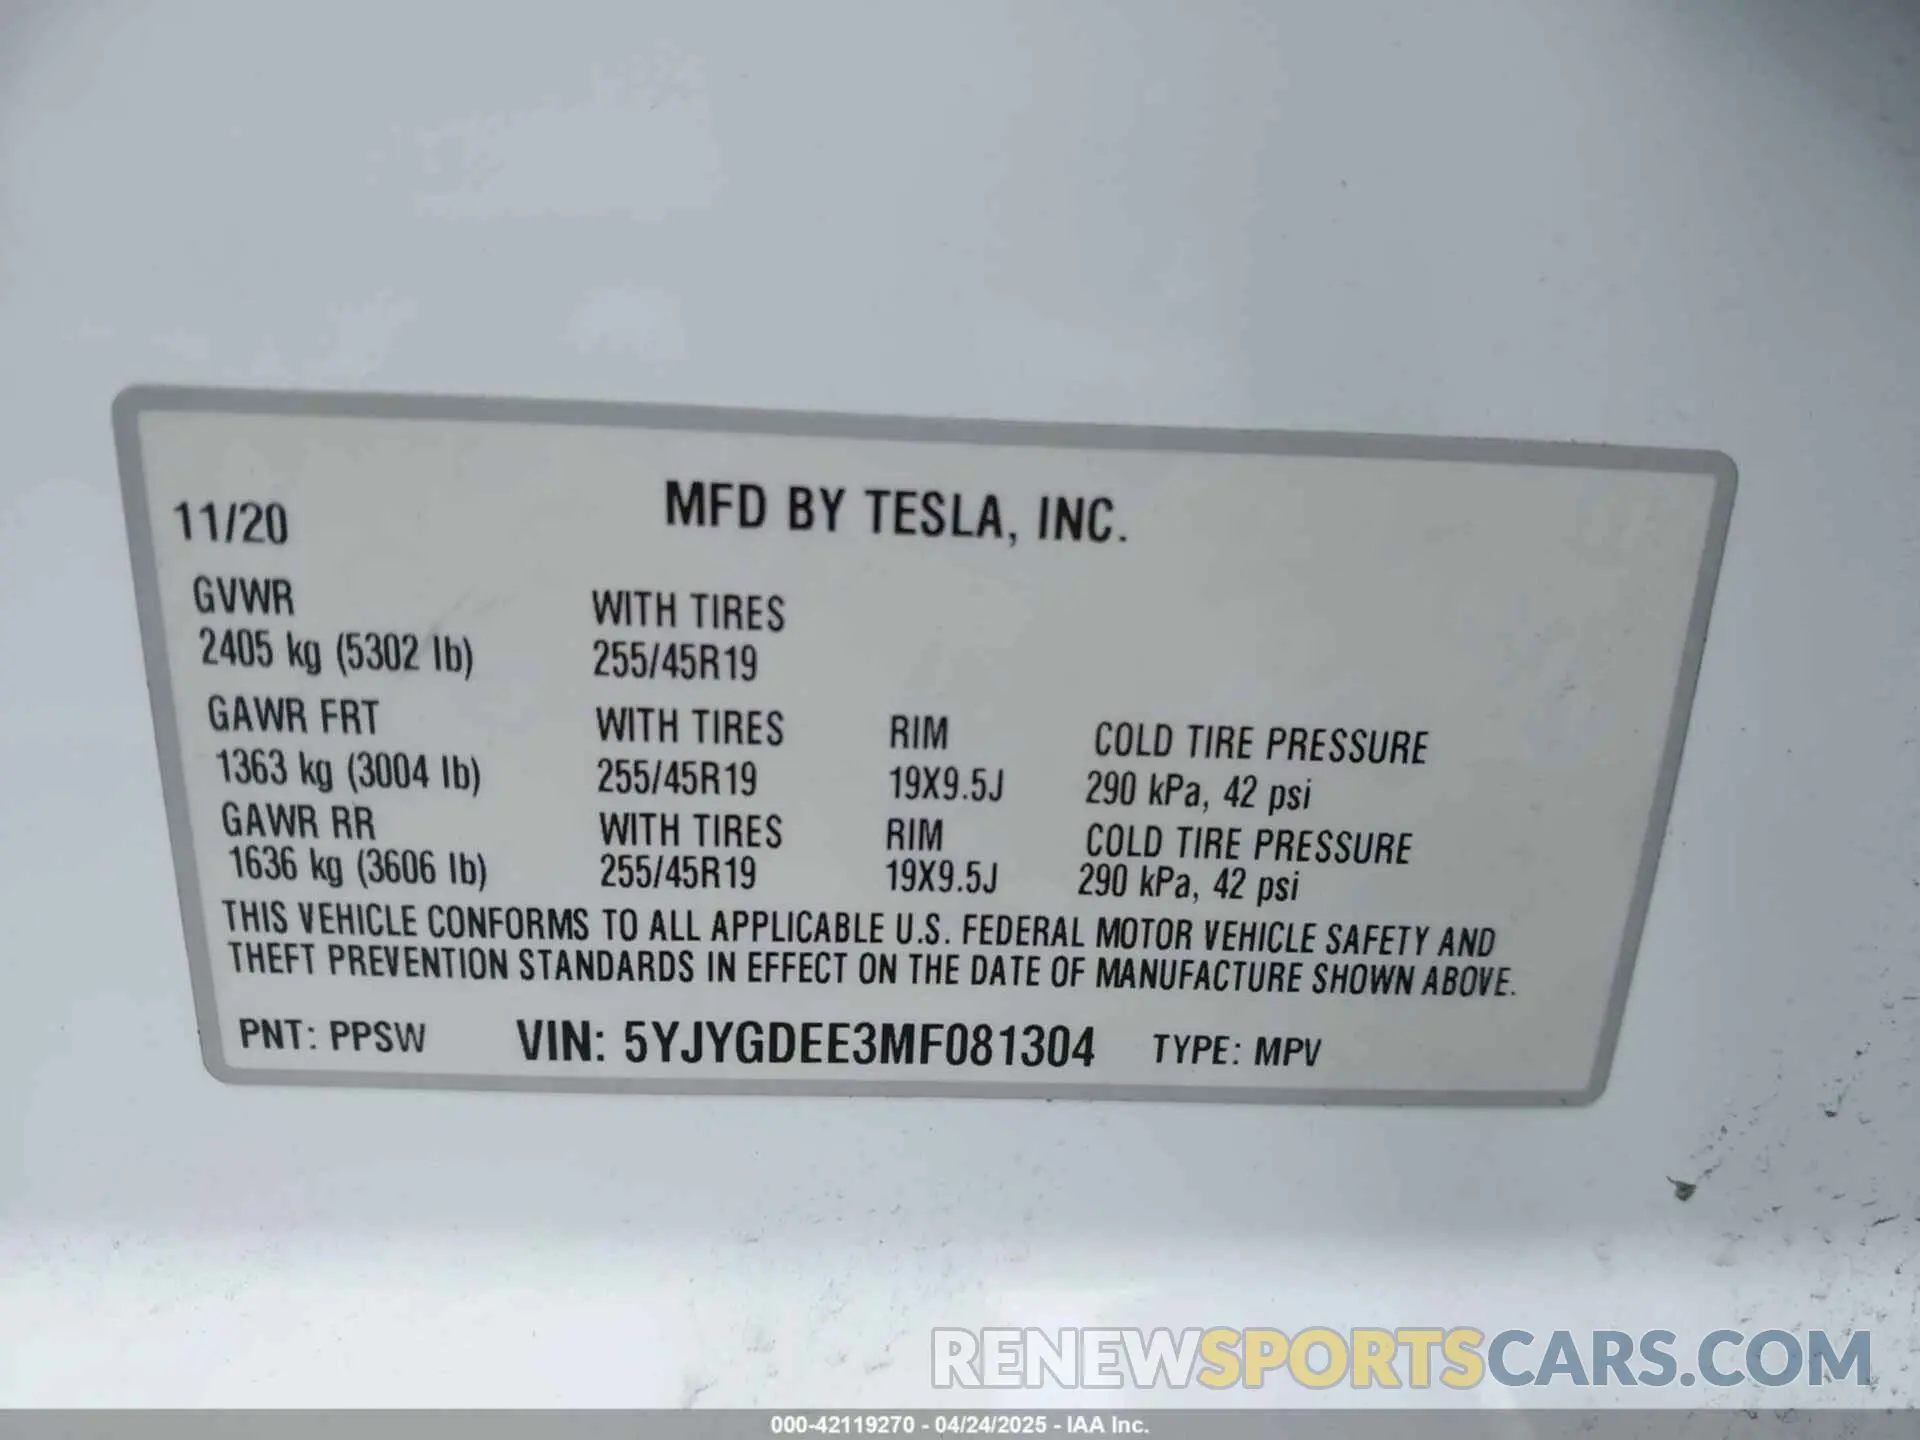 11/20 MFD BY TESLA, INC.
GVWR WITH TIRES
2405 kg (5302 lb) 255/45R19
GAWR FRT WITH TIRES RIM COLD TIRE PRESSURE
1363 kg (3004 lb) 255/45R19 19X9.5J 290 kPa, 42 psi
GAWR RR WITH TIRES RIM COLD TIRE PRESSURE
1636 kg (3606 lb) 255/45R19 19X9.5J 290 kPa, 42 psi
THIS VEHICLE CONFORMS TO ALL APPLICABLE U.S. FEDERAL MOTOR VEHICLE SAFETY AND
THEFT PREVENTION STANDARDS IN EFFECT ON THE DATE OF MANUFACTURE SHOWN ABOVE.
PNT: PPSW VIN: 5YJYGDEE3MF081304 TYPE: MPV
RENEWSPORTSCARS.COM
000-42119270 - 04/24/2025 - IAA Inc.